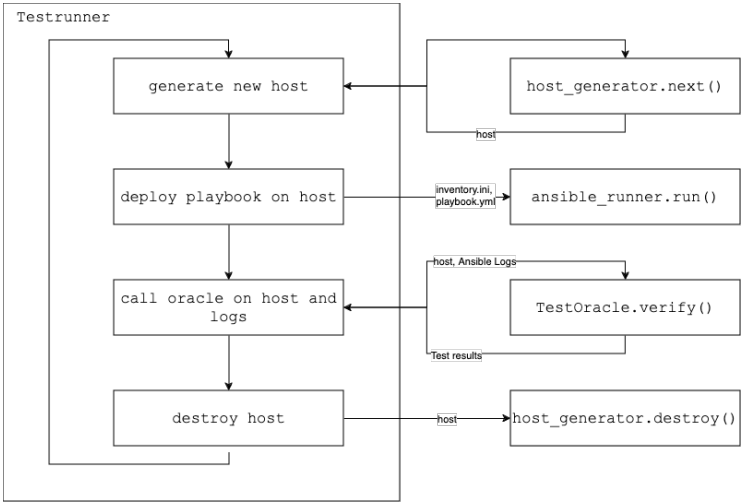 Testrunner
generate new host
host_generator.next()
host
deploy playbook on host
inventory.ini,
playbook.yml
ansible_runner.run()
host, Ansible Logs
call oracle on host and
logs
TestOracle.verify()
Test results
destroy host
host
host_generator.destroy()